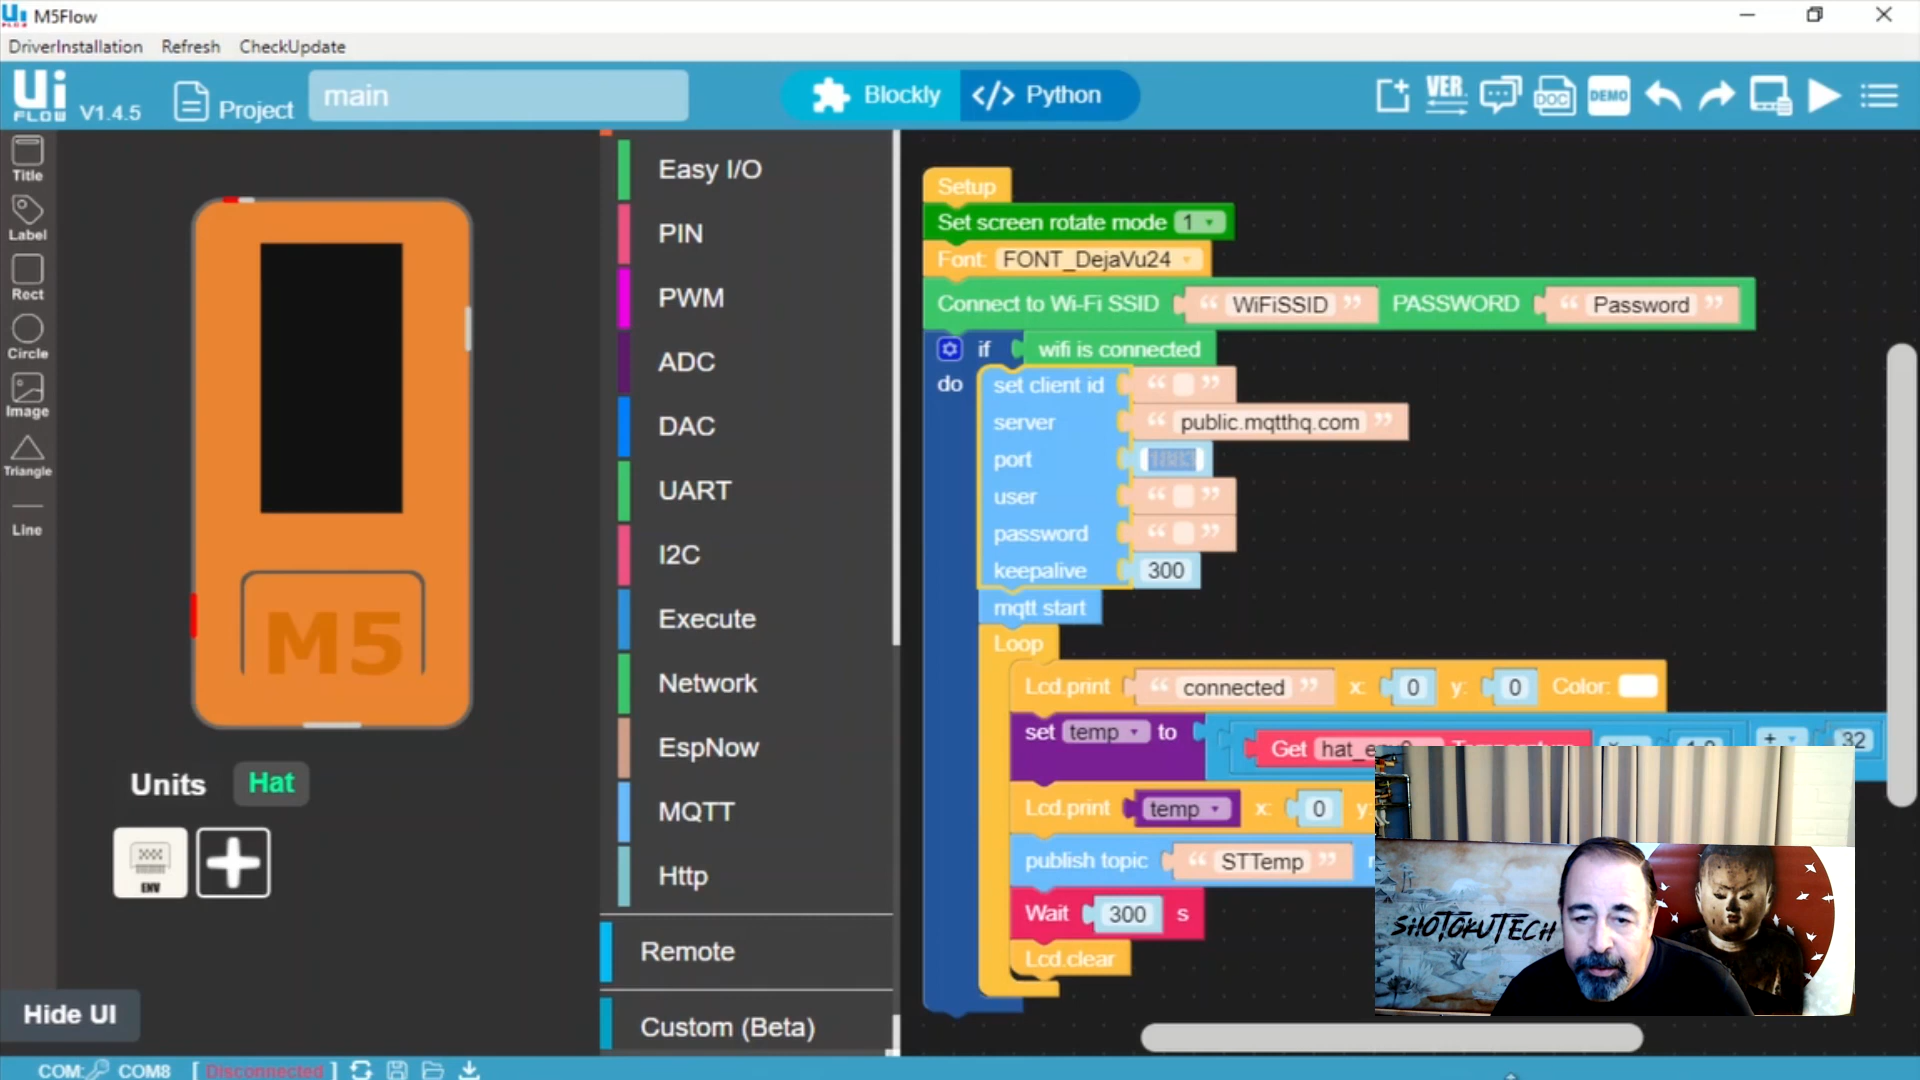 M5Flow
DriverInstallation Refresh CheckUpdate
Ui FLOW V1.4.5 Project main Blockly </> Python VER. DOC DEMO
Title
Label
Rect
Circle
Image
Triangle
Line
M5
Units Hat
ENV
Hide UI
Easy I/O
PIN
PWM
ADC
DAC
UART
I2C
Execute
Network
EspNow
MQTT
Http
Remote
Custom (Beta)
Setup
Set screen rotate mode 1
Font: FONT_DejaVu24
Connect to Wi-Fi SSID “ WiFiSSID ” PASSWORD “ Password ”
if wifi is connected
do set client id “ ”
server “ public.mqtthq.com ”
port
user “ ”
password “ ”
keepalive 300
mqtt start
Loop
Lcd.print “ connected ” x: 0 y: 0 Color:
set temp to Get + 32
Lcd.print temp x: 0 y
publish topic “ STTemp ”
Wait 300 s
Lcd.clear
SHOTOKUTECH
COM: COM8 [ Disconnected ]